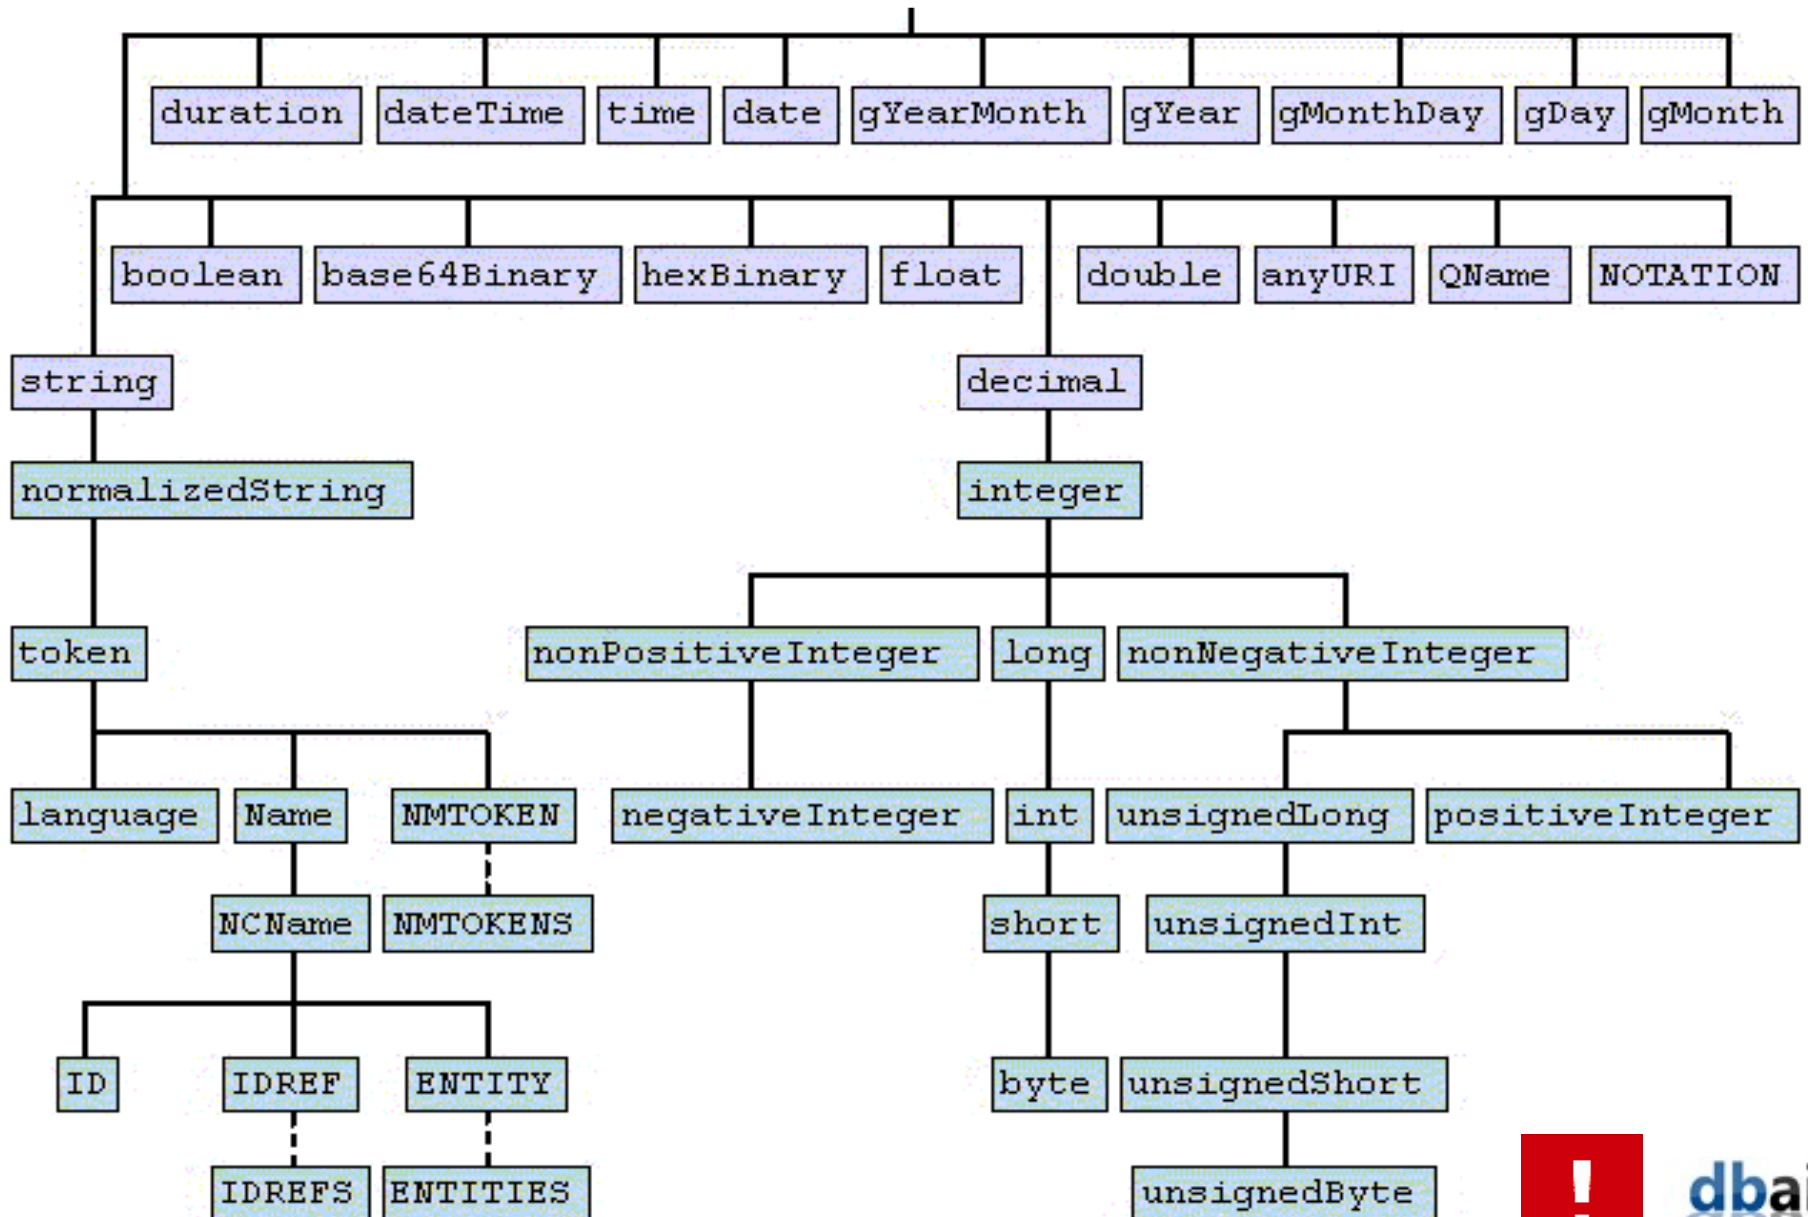 duration dateTime time date gYearMonth gYear gMonthDay gDay gMonth
boolean base64Binary hexBinary float double anyURI QName NOTATION
string decimal
normalizedString integer
token nonPositiveInteger long nonNegativeInteger
language Name NMTOKEN negativeInteger int unsignedLong positiveInteger
NCName NMTOKENS short unsignedInt
ID IDREF ENTITY byte unsignedShort
IDREFS ENTITIES unsignedByte
! dbai